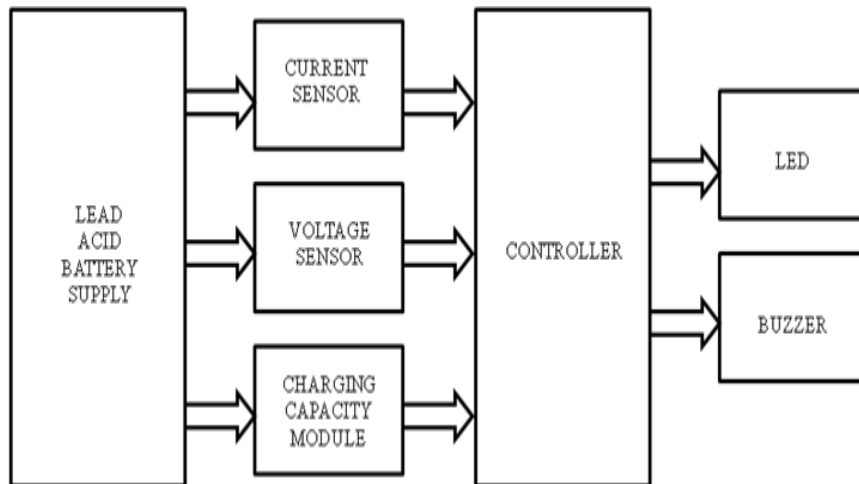 LEAD
ACID
BATTERY
SUPPLY
CURRENT
SENSOR
VOLTAGE
SENSOR
CHARGING
CAPACITY
MODULE
CONTROLLER
LED
BUZZER